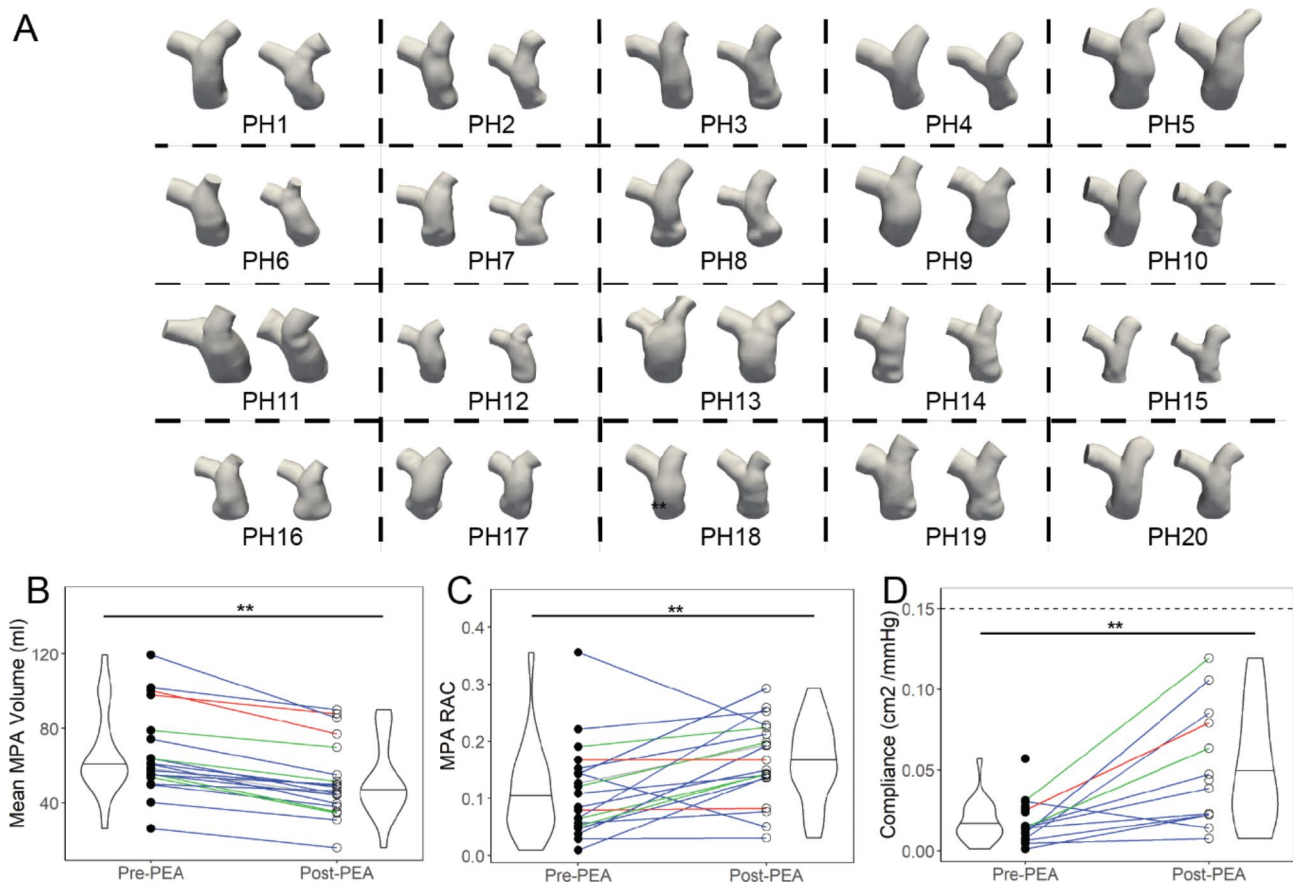 A
PH1 PH2 PH3 PH4 PH5
PH6 PH7 PH8 PH9 PH10
PH11 PH12 PH13 PH14 PH15
**
PH16 PH17 PH18 PH19 PH20
B
**
Mean MPA Volume (ml)
120
80
40
Pre-PEA Post-PEA
C
**
MPA RAC
0.4
0.3
0.2
0.1
0.0
Pre-PEA Post-PEA
D
**
Compliance (cm2 /mmHg)
0.15
0.10
0.05
0.00
Pre-PEA Post-PEA